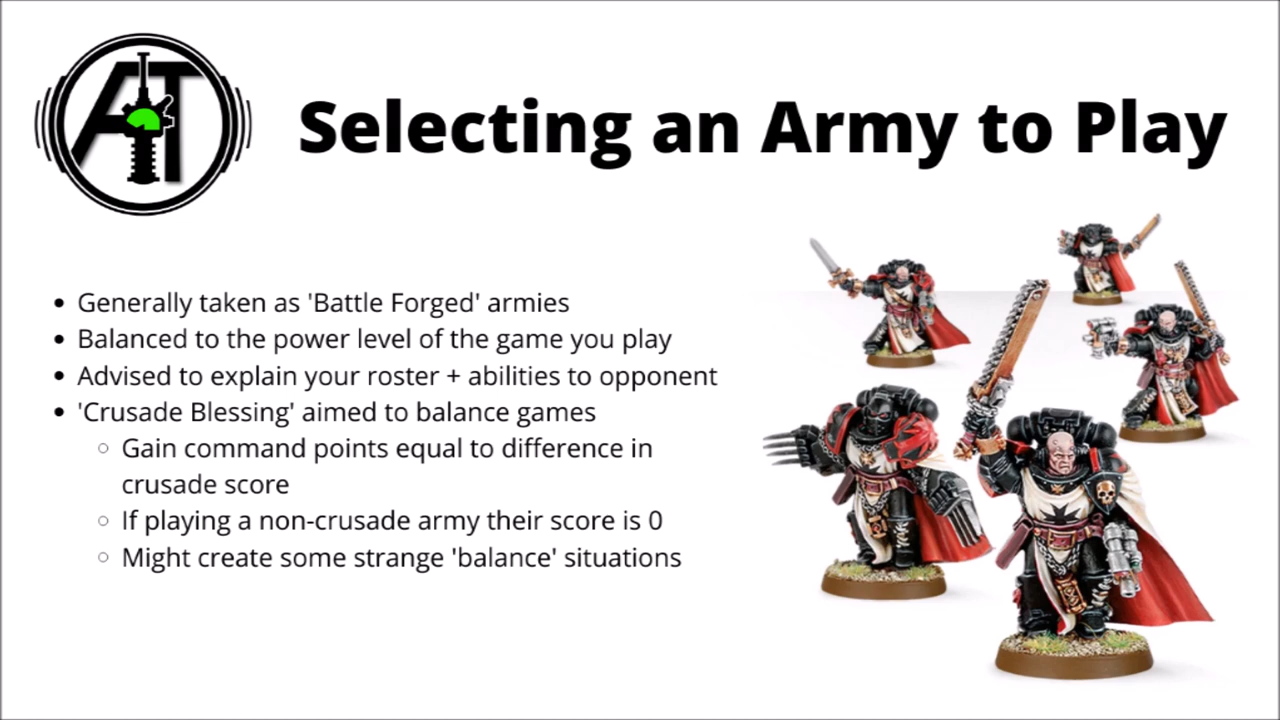 AT
Selecting an Army to Play
• Generally taken as 'Battle Forged' armies
• Balanced to the power level of the game you play
• Advised to explain your roster + abilities to opponent
• 'Crusade Blessing' aimed to balance games
○ Gain command points equal to difference in
crusade score
○ If playing a non-crusade army their score is 0
○ Might create some strange 'balance' situations